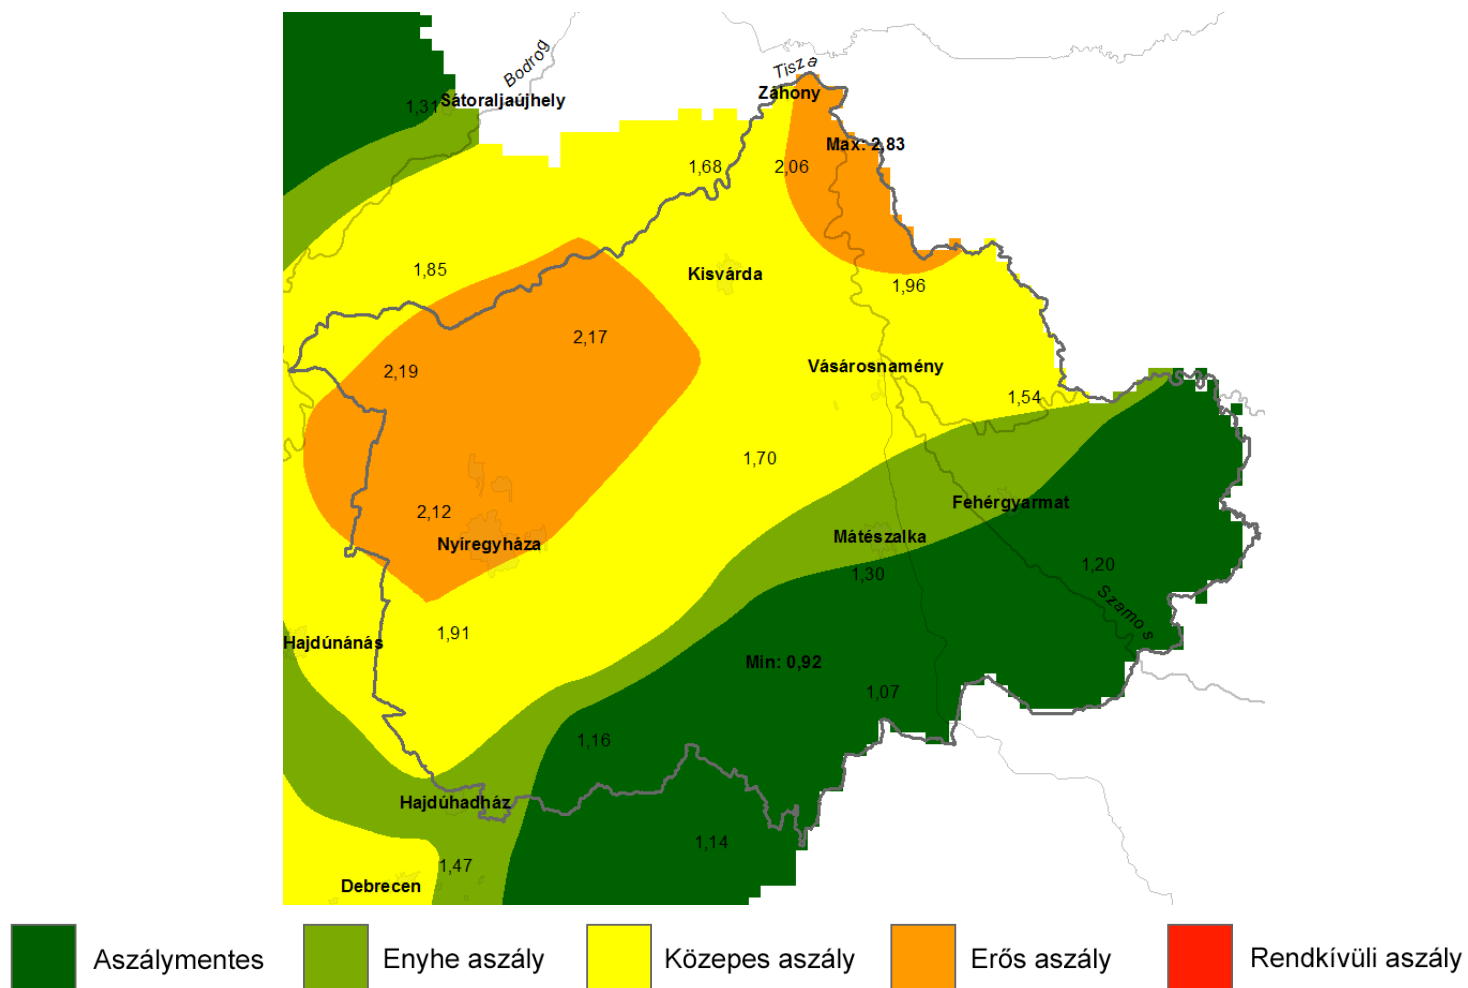 Bodrog
Tisza
1,31
Sátoraljaújhely
Záhony
Max: 2,83
1,68
2,06
1,85
Kisvárda
1,96
2,17
2,19
Vásárosnamény
1,54
1,70
Fehérgyarmat
2,12
Nyíregyháza
Mátészalka
1,30
1,20
Szamos
1,91
Hajdúnánás
Min: 0,92
1,07
1,16
Hajdúhadház
1,14
1,47
Debrecen
Aszálymentes
Enyhe aszály
Közepes aszály
Erős aszály
Rendkívüli aszály